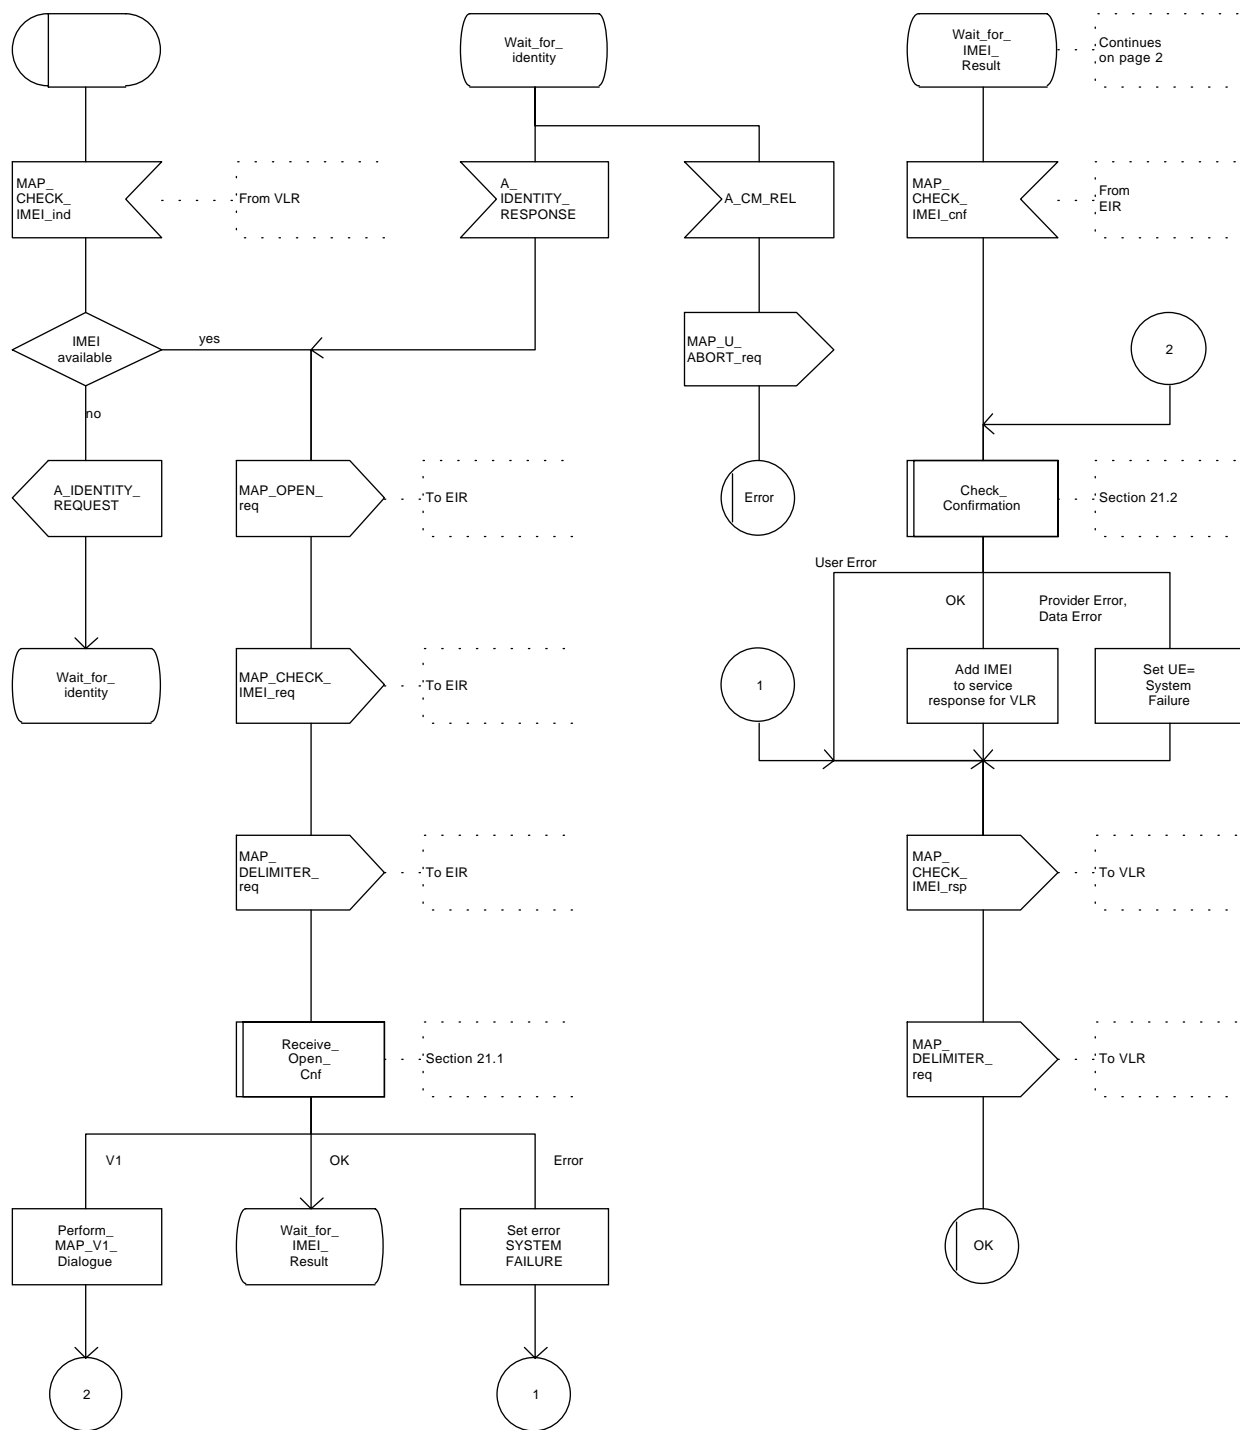 Wait_for_
identity
Wait_for_
IMEI_
Result
Continues
on page 2
MAP_
CHECK_
IMEI_ind
From VLR
A_
IDENTITY_
RESPONSE
A_CM_REL
MAP_
CHECK_
IMEI_cnf
From
EIR
IMEI
available
yes
no
MAP_U_
ABORT_req
2
A_IDENTITY_
REQUEST
MAP_OPEN_
req
To EIR
Error
Check_
Confirmation
Section 21.2
User Error
OK
Provider Error,
Data Error
Wait_for_
identity
MAP_CHECK_
IMEI_req
To EIR
1
Add IMEI
to service
response for VLR
Set UE=
System
Failure
MAP_
DELIMITER_
req
To EIR
MAP_
CHECK_
IMEI_rsp
To VLR
Receive_
Open_
Cnf
Section 21.1
MAP_
DELIMITER_
req
To VLR
V1
OK
Error
Perform_
MAP_V1_
Dialogue
Wait_for_
IMEI_
Result
Set error
SYSTEM
FAILURE
OK
2
1